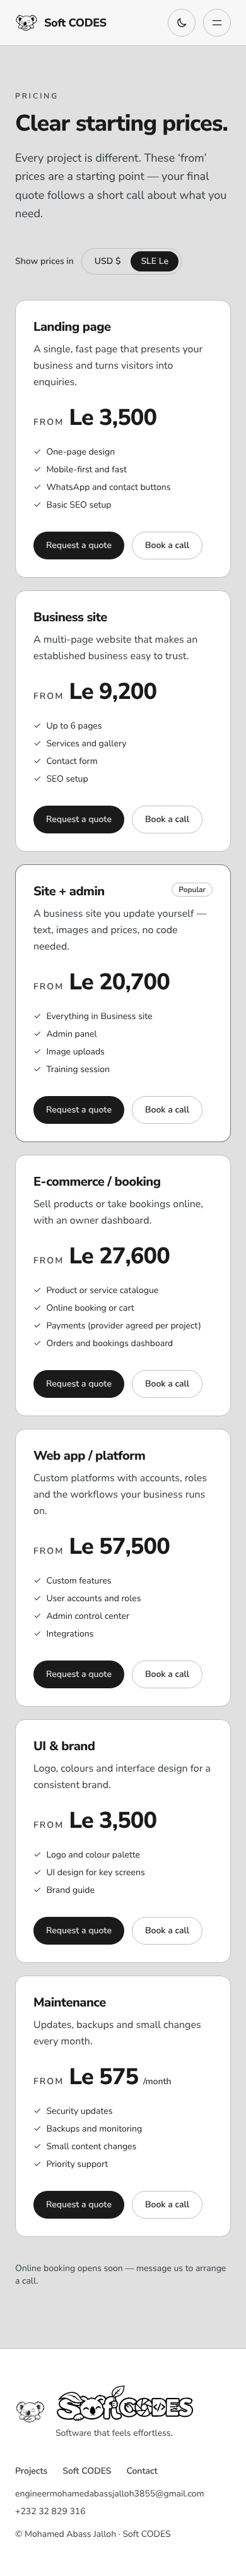 Soft CODES
PRICING
Clear starting prices.
Every project is different. These ‘from’
prices are a starting point — your final
quote follows a short call about what you
need.
Show prices in USD $ SLE Le
Landing page
A single, fast page that presents your
business and turns visitors into
enquiries.
FROM Le 3,500
One-page design
Mobile-first and fast
WhatsApp and contact buttons
Basic SEO setup
Request a quote Book a call
Business site
A multi-page website that makes an
established business easy to trust.
FROM Le 9,200
Up to 6 pages
Services and gallery
Contact form
SEO setup
Request a quote Book a call
Site + admin Popular
A business site you update yourself —
text, images and prices, no code
needed.
FROM Le 20,700
Everything in Business site
Admin panel
Image uploads
Training session
Request a quote Book a call
E-commerce / booking
Sell products or take bookings online,
with an owner dashboard.
FROM Le 27,600
Product or service catalogue
Online booking or cart
Payments (provider agreed per project)
Orders and bookings dashboard
Request a quote Book a call
Web app / platform
Custom platforms with accounts, roles
and the workflows your business runs
on.
FROM Le 57,500
Custom features
User accounts and roles
Admin control center
Integrations
Request a quote Book a call
UI & brand
Logo, colours and interface design for a
consistent brand.
FROM Le 3,500
Logo and colour palette
UI design for key screens
Brand guide
Request a quote Book a call
Maintenance
Updates, backups and small changes
every month.
FROM Le 575 /month
Security updates
Backups and monitoring
Small content changes
Priority support
Request a quote Book a call
Online booking opens soon — message us to arrange
a call.
Soft CODES
Software that feels effortless.
Projects Soft CODES Contact
engineermohamedabassjalloh3855@gmail.com
+232 32 829 316
© Mohamed Abass Jalloh · Soft CODES